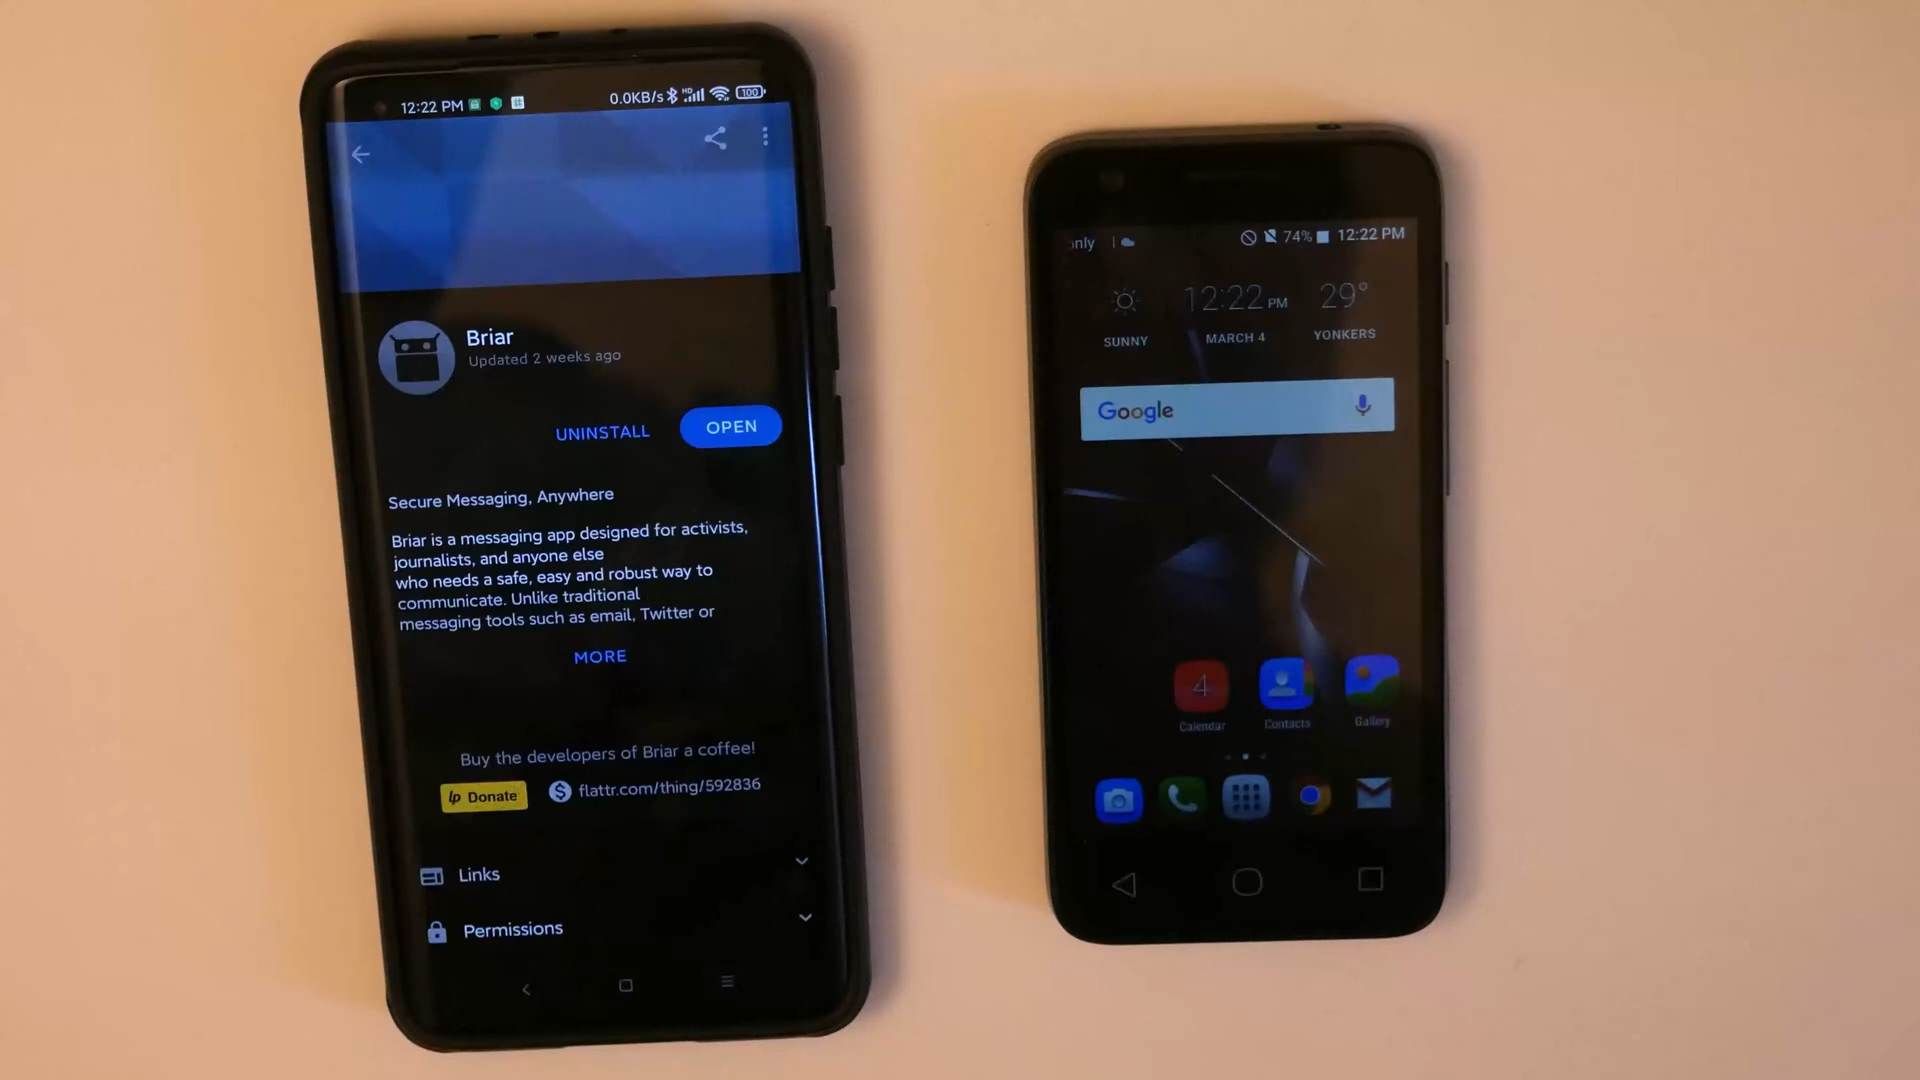 12:22 PM
0.0KB/s HD 100
Briar
Updated 2 weeks ago
UNINSTALL
OPEN
Secure Messaging, Anywhere
Briar is a messaging app designed for activists,
journalists, and anyone else
who needs a safe, easy and robust way to
communicate. Unlike traditional
messaging tools such as email, Twitter or
MORE
Buy the developers of Briar a coffee!
lp Donate
$ flattr.com/thing/592836
Links
Permissions
only 74% 12:22 PM
12:22 PM 29°
SUNNY MARCH 4 YONKERS
Google
4
Calendar Contacts Gallery